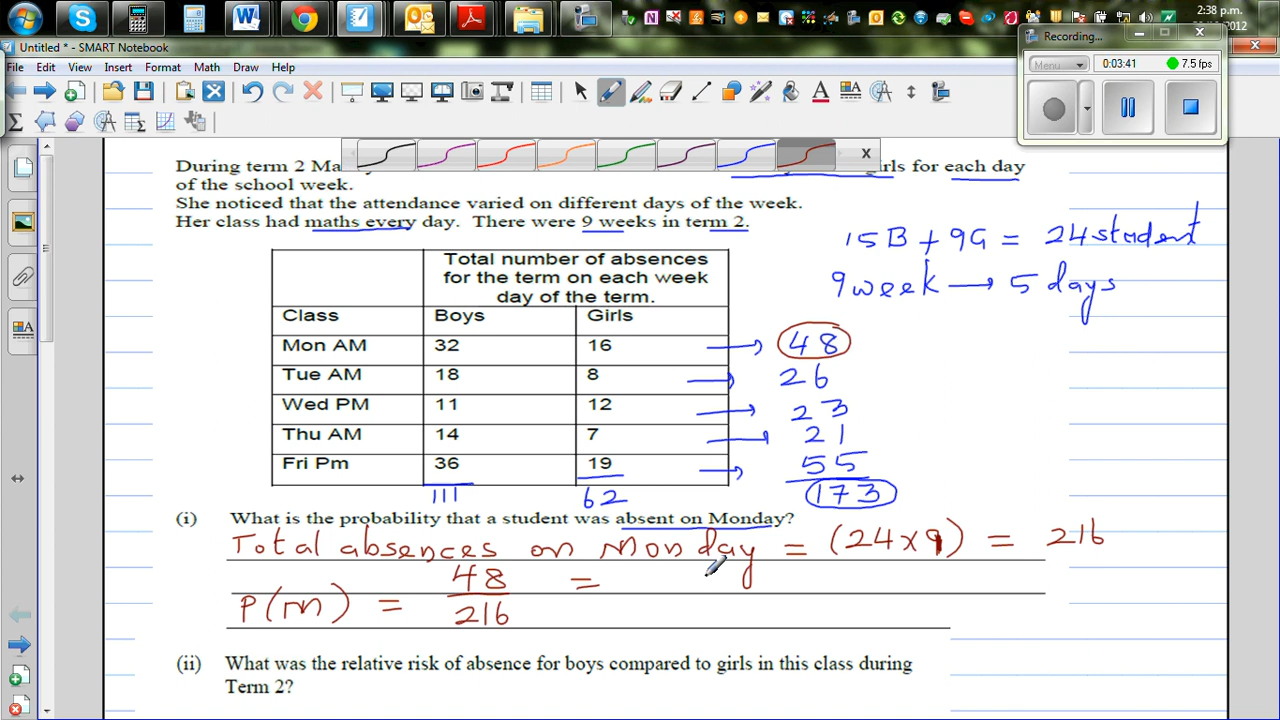 2:38 p.m.
2012
Untitled * - SMART Notebook
Recording...
File Edit View Insert Format Math Draw Help
Menu 0:03:41 7.5 fps
During term 2 girls for each day
of the school week.
She noticed that the attendance varied on different days of the week.
Her class had maths every day. There were 9 weeks in term 2.
15B + 9G = 24 student
9 week → 5 days
Total number of absences
for the term on each week
day of the term.
Class Boys Girls
Mon AM 32 16 → 48
Tue AM 18 8 → 26
Wed PM 11 12 → 23
Thu AM 14 7 → 21
Fri Pm 36 19 → 55
111 62 173
(i) What is the probability that a student was absent on Monday?
Total absences on Monday = (24x9) = 216
P(m) = 48/216 =
(ii) What was the relative risk of absence for boys compared to girls in this class during
Term 2?